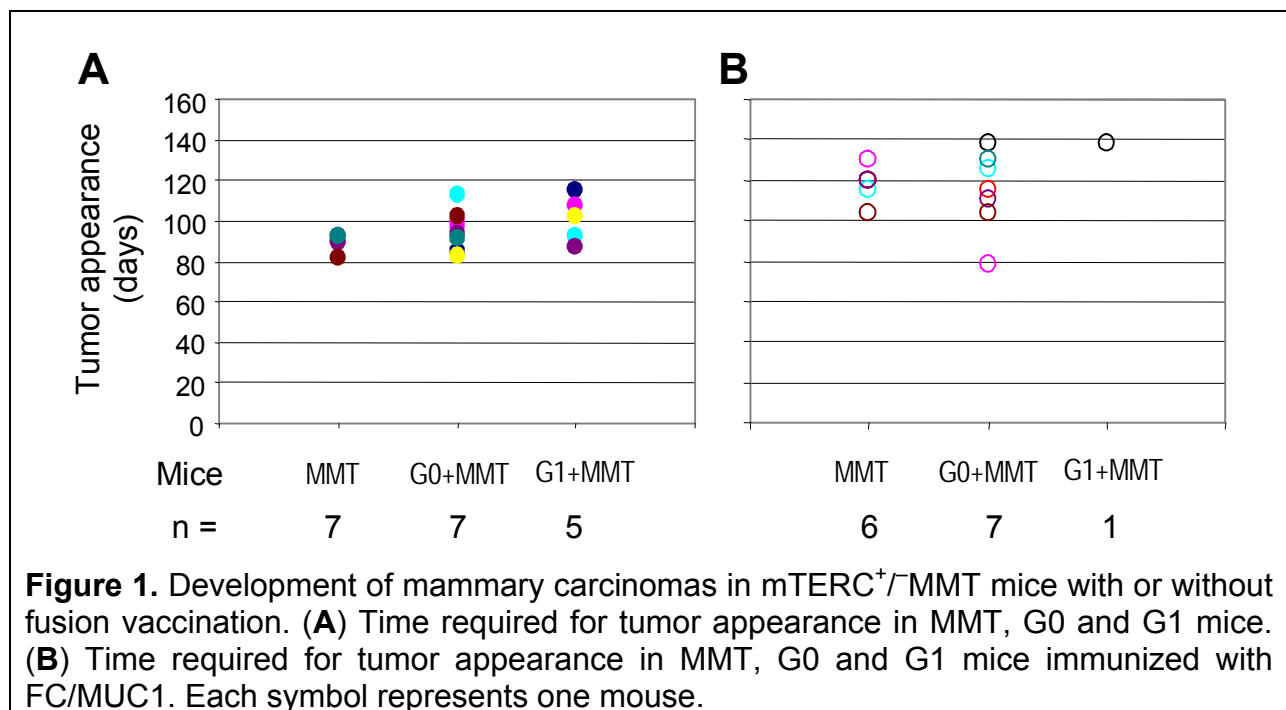 A
B
160
140
120
100
80
60
40
20
0
Tumor appearance
(days)
Mice MMT G0+MMT G1+MMT MMT G0+MMT G1+MMT
n = 7 7 5 6 7 1
Figure 1. Development of mammary carcinomas in mTERC⁺/⁻MMT mice with or without
fusion vaccination. (A) Time required for tumor appearance in MMT, G0 and G1 mice.
(B) Time required for tumor appearance in MMT, G0 and G1 mice immunized with
FC/MUC1. Each symbol represents one mouse.